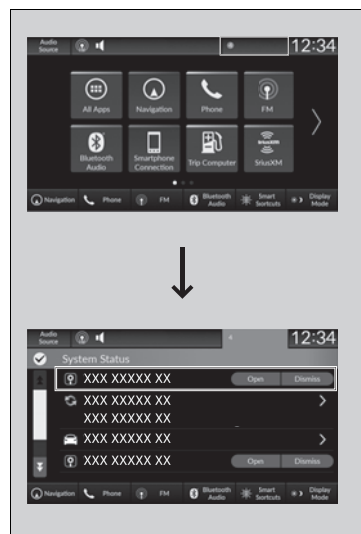 Audio
Source
12:34
All Apps
Navigation
Phone
FM
Bluetooth
Audio
Smartphone
Connection
Trip Computer
SiriusXM
SiriusXM
Navigation
Phone
FM
Bluetooth
Audio
Smart
Sortcuts
Display
Mode
Audio
Source
12:34
System Status
XXX XXXXX XX
Open
Dismiss
XXX XXXXX XX
XXX XXXXX XX
XXX XXXXX XX
XXX XXXXX XX
Open
Dismiss
Navigation
Phone
FM
Bluetooth
Audio
Smart
Sortcuts
Display
Mode